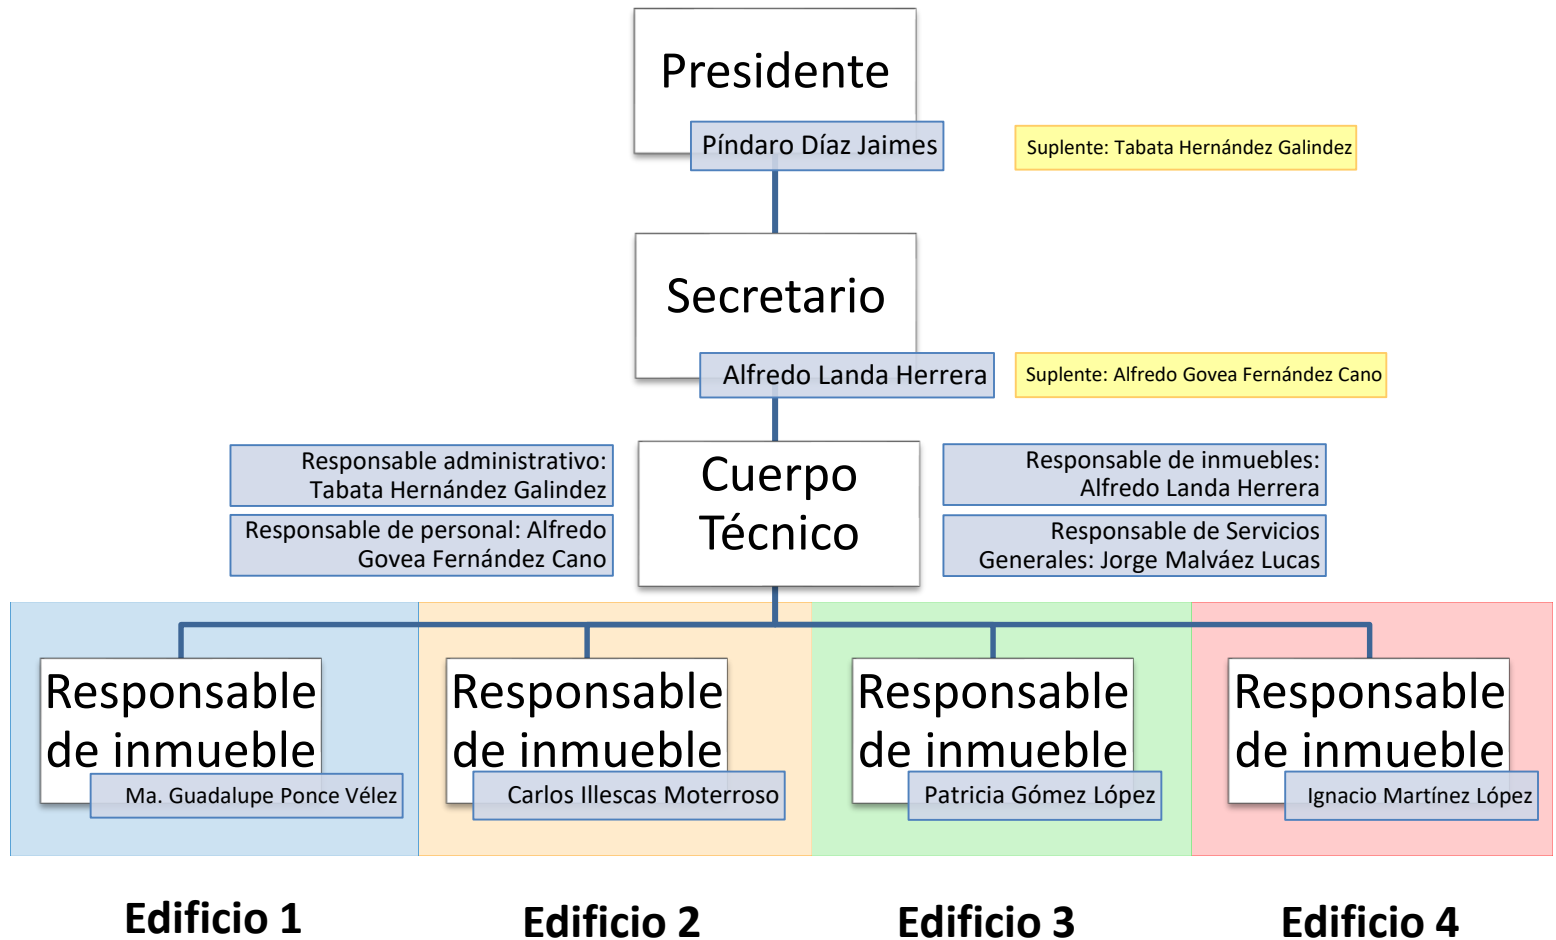 Presidente
Píndaro Díaz Jaimes
Suplente: Tabata Hernández Galindez
Secretario
Alfredo Landa Herrera
Suplente: Alfredo Govea Fernández Cano
Responsable administrativo:
Tabata Hernández Galindez
Responsable de personal: Alfredo
Govea Fernández Cano
Cuerpo
Técnico
Responsable de inmuebles:
Alfredo Landa Herrera
Responsable de Servicios
Generales: Jorge Malváez Lucas
Responsable
de inmueble
Ma. Guadalupe Ponce Vélez
Responsable
de inmueble
Carlos Illescas Moterroso
Responsable
de inmueble
Patricia Gómez López
Responsable
de inmueble
Ignacio Martínez López
Edificio 1
Edificio 2
Edificio 3
Edificio 4